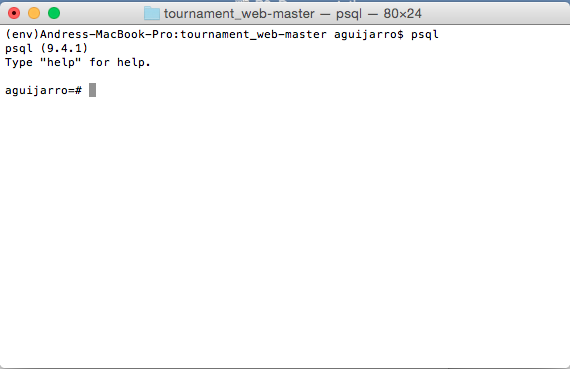 tournament_web-master — psql — 80×24
(env)Andress-MacBook-Pro:tournament_web-master aguijarro$ psql
psql (9.4.1)
Type "help" for help.
aguijarro=#